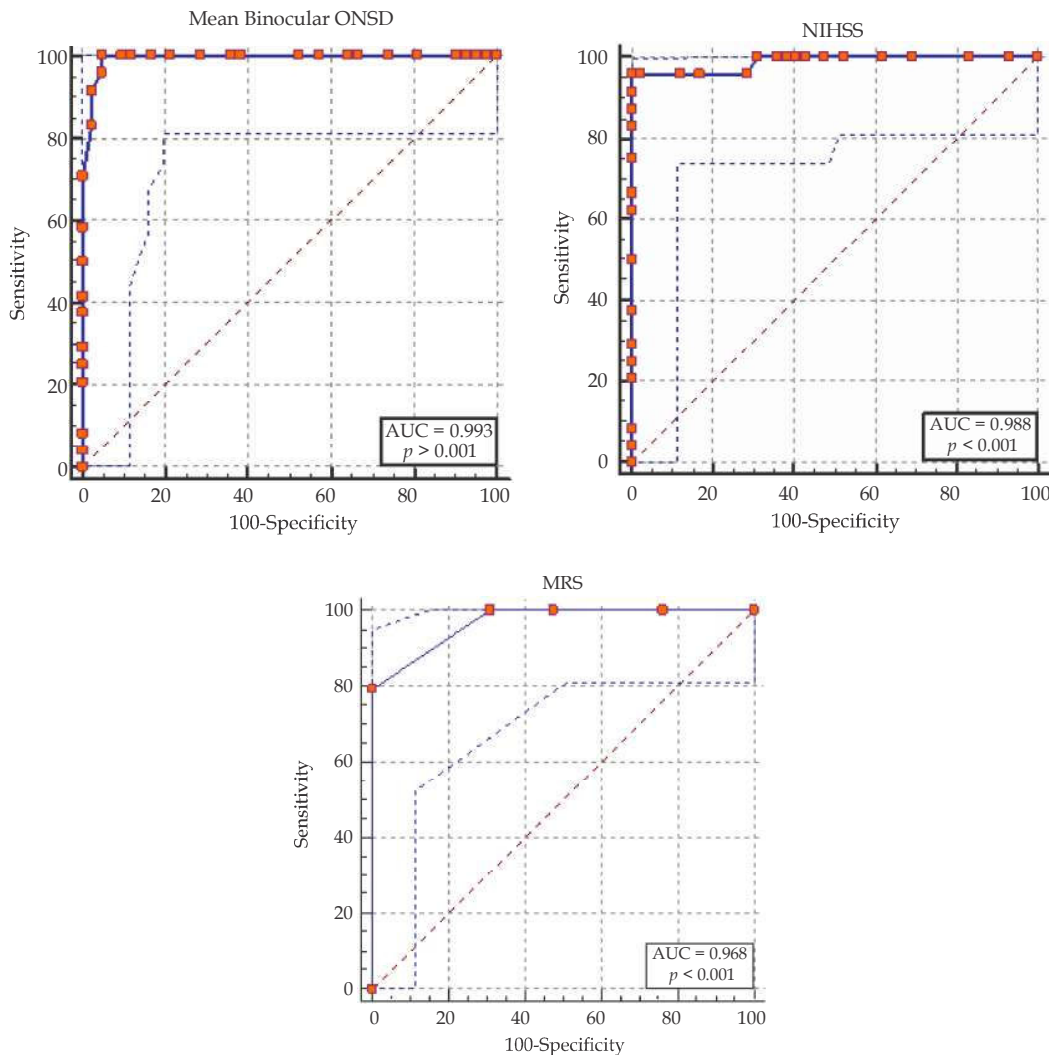 Mean Binocular ONSD
100
80
60
40
20
0
Sensitivity
AUC = 0.993
p > 0.001
0 20 40 60 80 100
100-Specificity
NIHSS
100
80
60
40
20
0
Sensitivity
AUC = 0.988
p < 0.001
0 20 40 60 80 100
100-Specificity
MRS
100
80
60
40
20
0
Sensitivity
AUC = 0.968
p < 0.001
0 20 40 60 80 100
100-Specificity